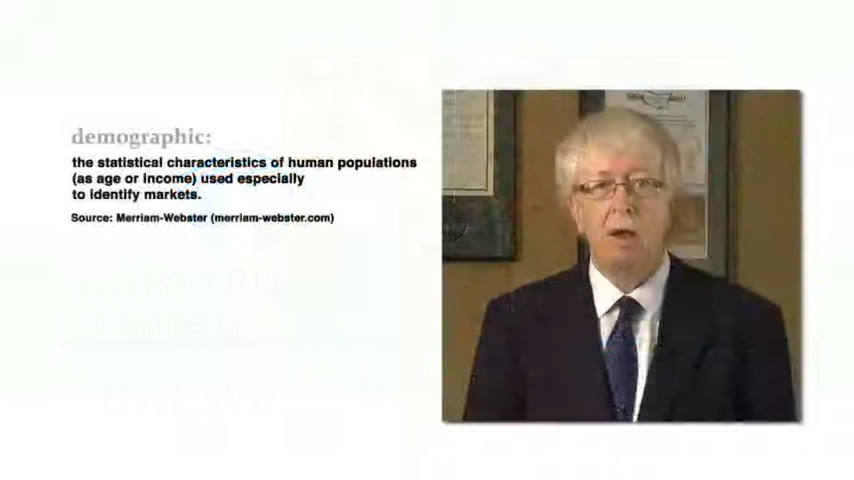 demographic:
the statistical characteristics of human populations
(as age or income) used especially
to identify markets.
Source: Merriam-Webster (merriam-webster.com)